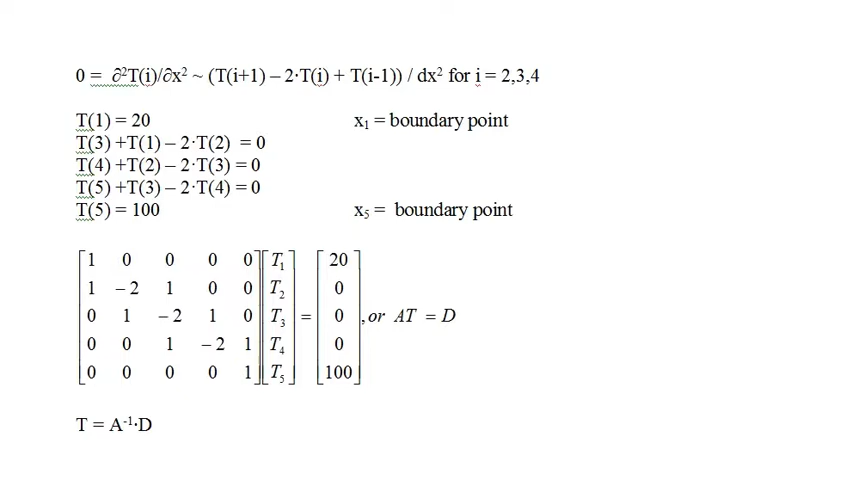 0 = ∂²T(i)/∂x² ~ (T(i+1) – 2·T(i) + T(i-1)) / dx² for i = 2,3,4
T(1) = 20 x₁ = boundary point
T(3) +T(1) – 2·T(2) = 0
T(4) +T(2) – 2·T(3) = 0
T(5) +T(3) – 2·T(4) = 0
T(5) = 100 x₅ = boundary point
1 0 0 0 0 T₁ 20
1 – 2 1 0 0 T₂ 0
0 1 – 2 1 0 T₃ = 0 , or AT = D
0 0 1 – 2 1 T₄ 0
0 0 0 0 1 T₅ 100
T = A⁻¹·D